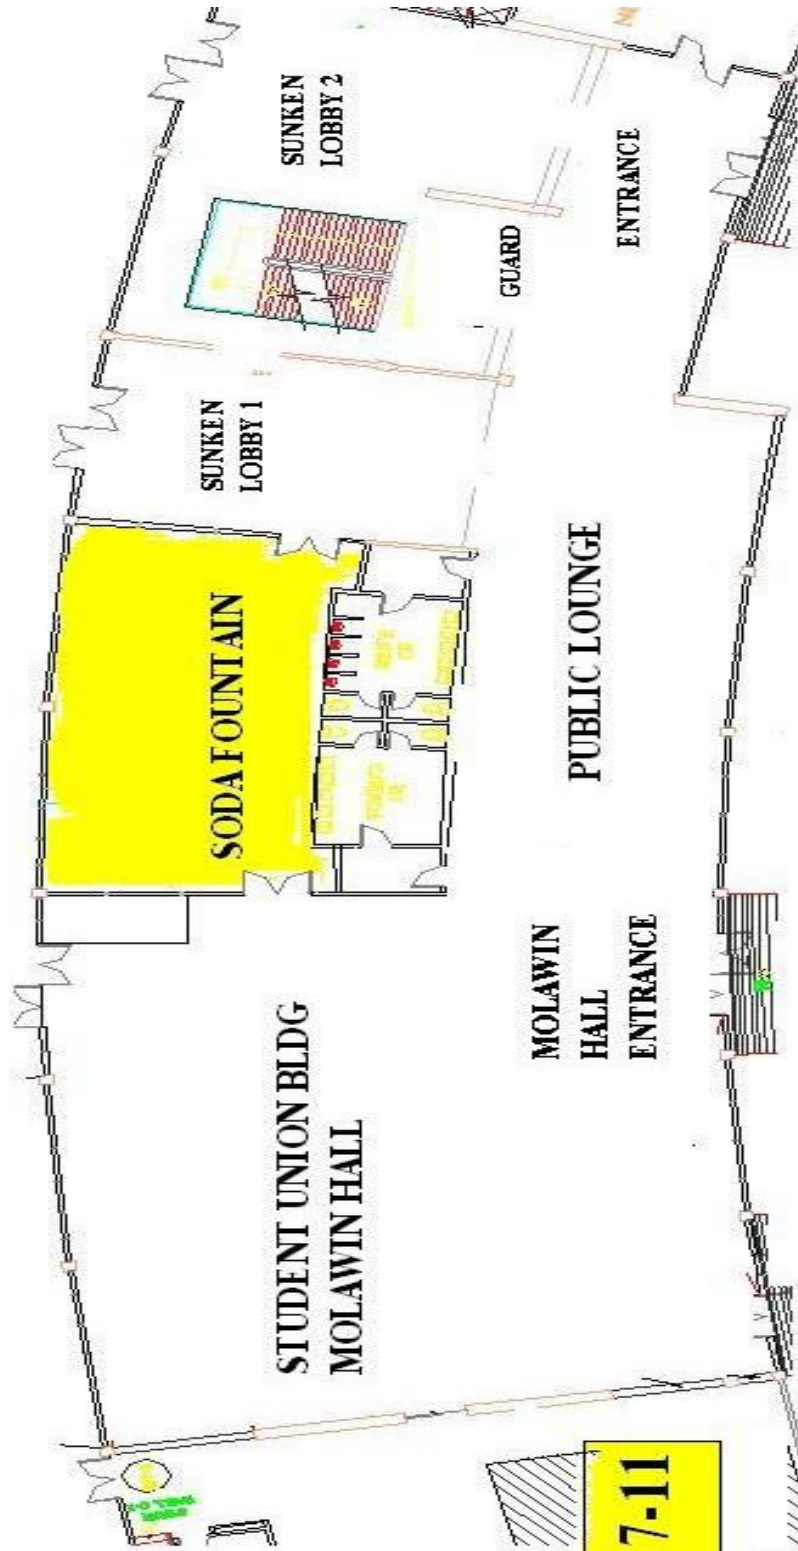 STUDENT UNION BLDG
MOLAWIN HALL
SODA FOUNTAIN
SUNKEN
LOBBY 1
SUNKEN
LOBBY 2
7-11
MOLAWIN
HALL
ENTRANCE
PUBLIC LOUNGE
GUARD
ENTRANCE